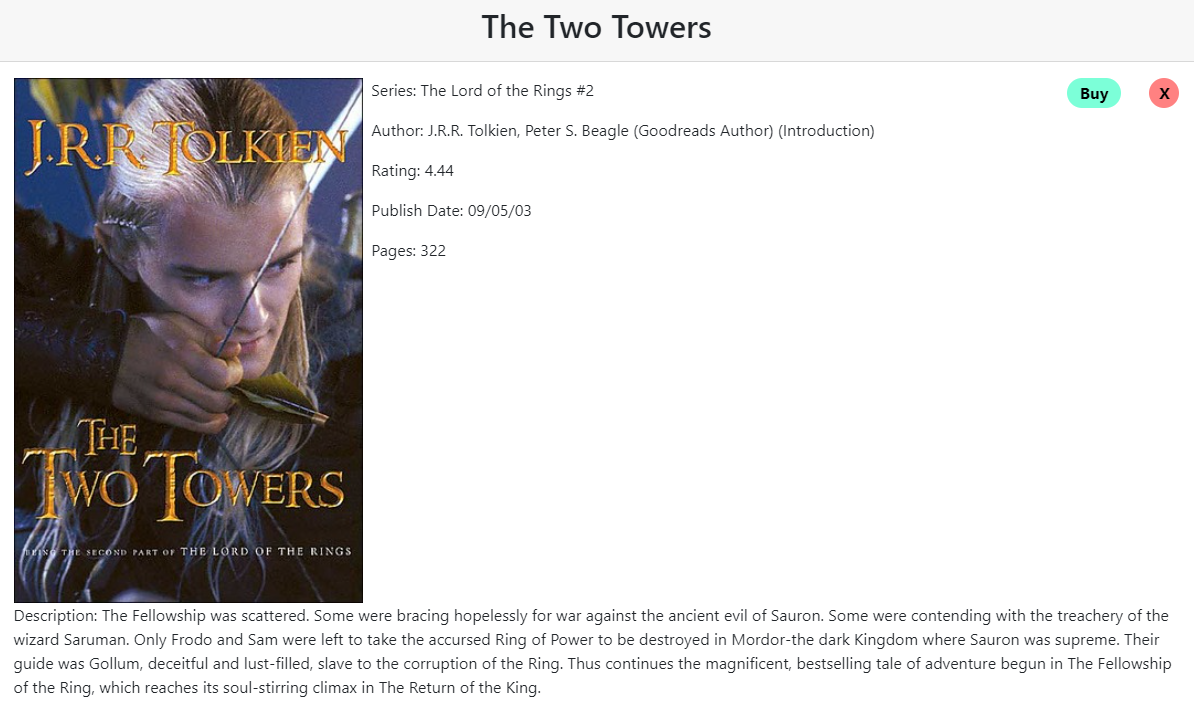 The Two Towers
J.R.R. TOLKIEN
THE
TWO TOWERS
BEING THE SECOND PART OF THE LORD OF THE RINGS
Series: The Lord of the Rings #2
Buy
X
Author: J.R.R. Tolkien, Peter S. Beagle (Goodreads Author) (Introduction)
Rating: 4.44
Publish Date: 09/05/03
Pages: 322
Description: The Fellowship was scattered. Some were bracing hopelessly for war against the ancient evil of Sauron. Some were contending with the treachery of the
wizard Saruman. Only Frodo and Sam were left to take the accursed Ring of Power to be destroyed in Mordor-the dark Kingdom where Sauron was supreme. Their
guide was Gollum, deceitful and lust-filled, slave to the corruption of the Ring. Thus continues the magnificent, bestselling tale of adventure begun in The Fellowship
of the Ring, which reaches its soul-stirring climax in The Return of the King.